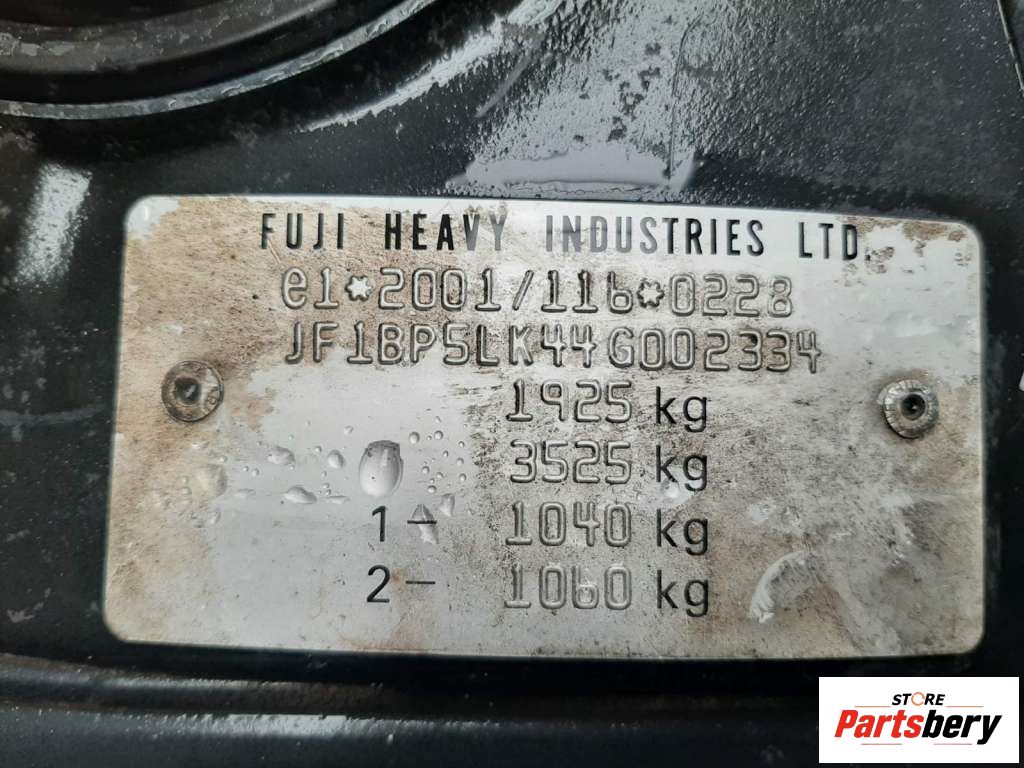 FUJI HEAVY INDUSTRIES LTD.
e1*2001/116*0228
JF1BP5LK44G002334
1925 kg
3525 kg
1- 1040 kg
2- 1060 kg
STORE
Partsbery